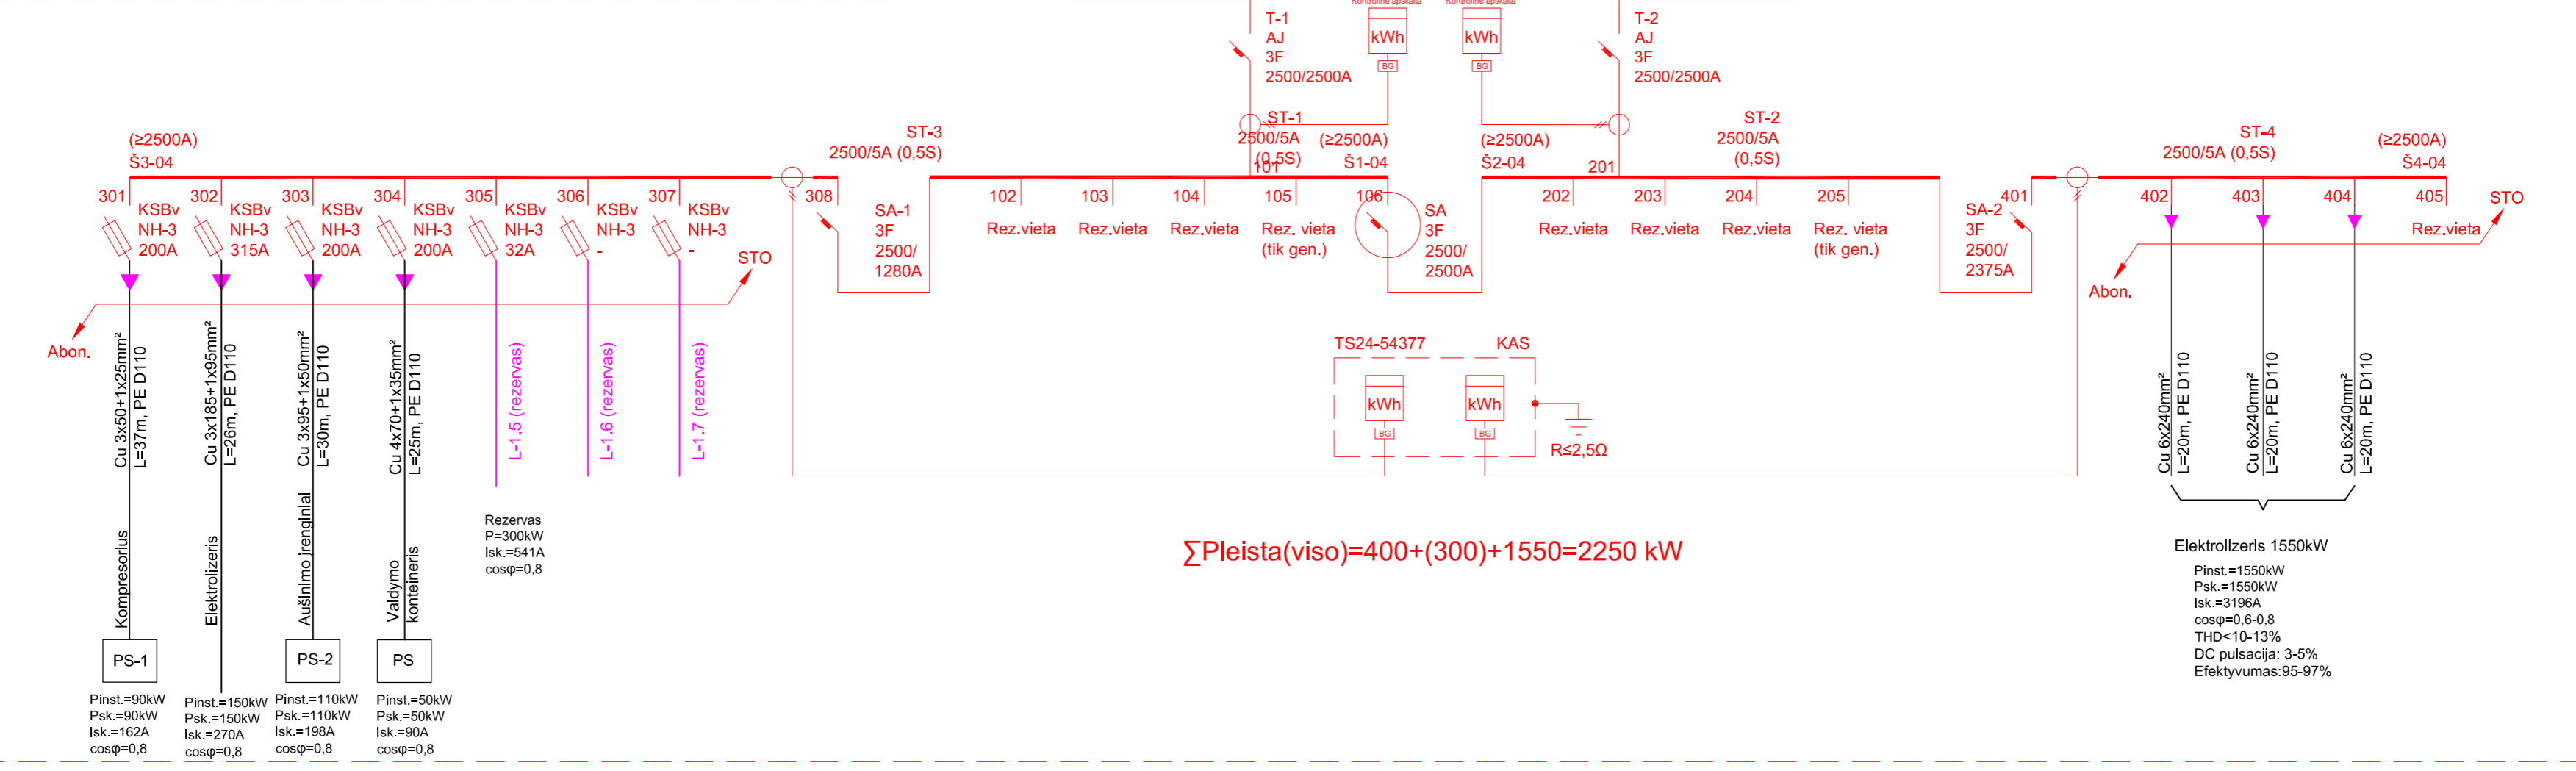 Kontrolinė apskaita
Kontrolinė apskaita
T-1
AJ
3F
2500/2500A
kWh
BG
kWh
BG
T-2
AJ
3F
2500/2500A
(≥2500A)
Š3-04
ST-3
2500/5A (0,5S)
ST-1
2500/5A
(0,5S)
101
(≥2500A)
Š1-04
(≥2500A)
Š2-04
201
ST-2
2500/5A
(0,5S)
ST-4
2500/5A (0,5S)
(≥2500A)
Š4-04
301
KSBv
NH-3
200A
302
KSBv
NH-3
315A
303
KSBv
NH-3
200A
304
KSBv
NH-3
200A
305
KSBv
NH-3
32A
306
KSBv
NH-3
-
307
KSBv
NH-3
-
308
SA-1
3F
2500/
1280A
102
Rez.vieta
103
Rez.vieta
104
Rez.vieta
105
Rez. vieta
(tik gen.)
106
SA
3F
2500/
2500A
202
Rez.vieta
203
Rez.vieta
204
Rez.vieta
205
Rez. vieta
(tik gen.)
401
SA-2
3F
2500/
2375A
402
403
404
405
Rez.vieta
STO
Abon.
STO
Abon.
Cu 3x50+1x25mm²
L=37m, PE D110
Cu 3x185+1x95mm²
L=26m, PE D110
Cu 3x95+1x50mm²
L=30m, PE D110
Cu 4x70+1x35mm²
L=25m, PE D110
L-1.5 (rezervas)
L-1.6 (rezervas)
L-1.7 (rezervas)
TS24-54377
KAS
kWh
BG
kWh
BG
R≤2,5Ω
Cu 6x240mm²
L=20m, PE D110
Cu 6x240mm²
L=20m, PE D110
Cu 6x240mm²
L=20m, PE D110
Rezervas
P=300kW
Isk.=541A
cosφ=0,8
∑Pleista(viso)=400+(300)+1550=2250 kW
Kompresorius
Elektrolizeris
Aušinimo įrenginiai
Valdymo
konteineris
PS-1
PS-2
PS
Pinst.=90kW
Psk.=90kW
Isk.=162A
cosφ=0,8
Pinst.=150kW
Psk.=150kW
Isk.=270A
cosφ=0,8
Pinst.=110kW
Psk.=110kW
Isk.=198A
cosφ=0,8
Pinst.=50kW
Psk.=50kW
Isk.=90A
cosφ=0,8
Elektrolizeris 1550kW
Pinst.=1550kW
Psk.=1550kW
Isk.=3196A
cosφ=0,6-0,8
THD<10-13%
DC pulsacija: 3-5%
Efektyvumas:95-97%